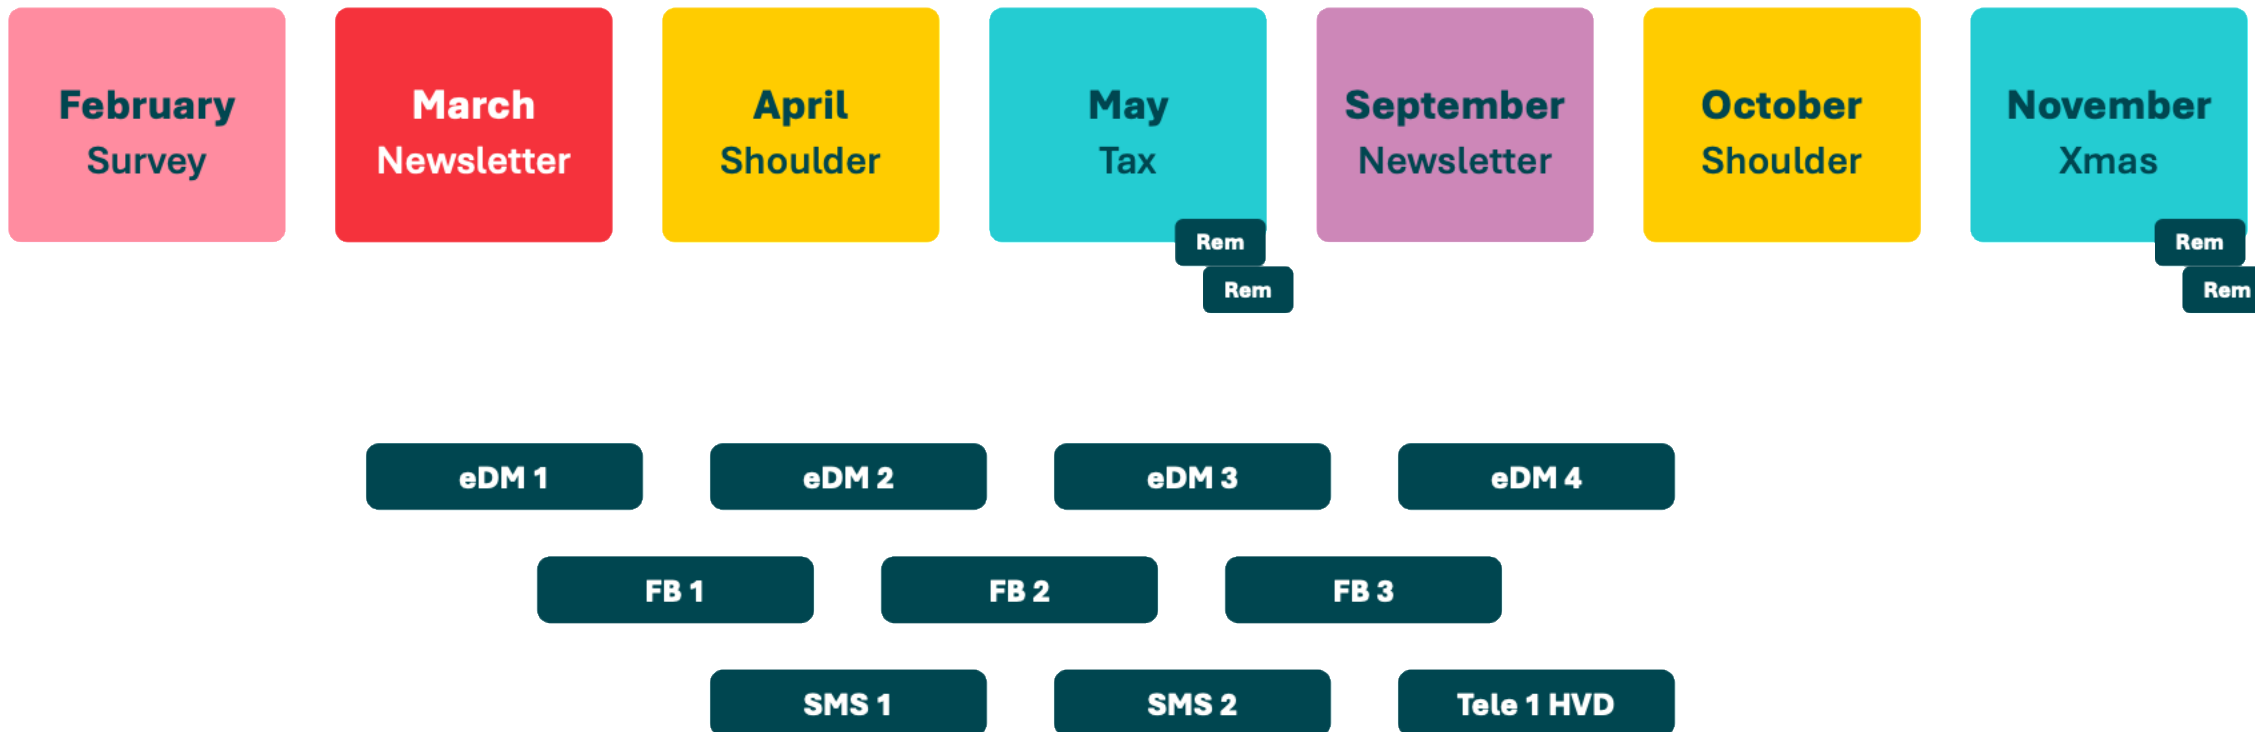 February
Survey
March
Newsletter
April
Shoulder
May
Tax
September
Newsletter
October
Shoulder
November
Xmas
Rem
Rem
Rem
Rem
eDM 1
eDM 2
eDM 3
eDM 4
FB 1
FB 2
FB 3
SMS 1
SMS 2
Tele 1 HVD